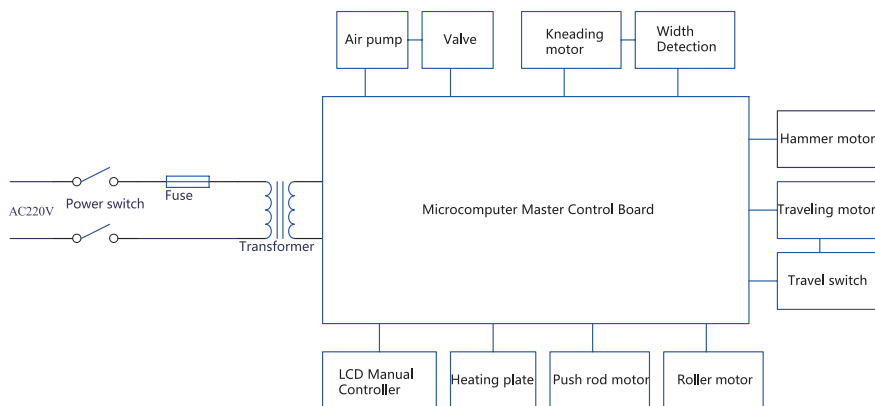 Air pump
Valve
Kneading
motor
Width
Detection
Hammer motor
AC220V
Power switch
Fuse
Transformer
Microcomputer Master Control Board
Traveling motor
Travel switch
LCD Manual
Controller
Heating plate
Push rod motor
Roller motor